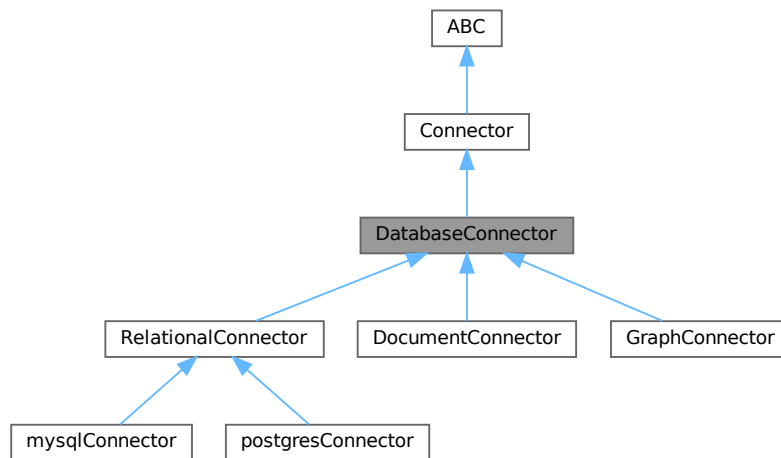 ABC
Connector
DatabaseConnector
RelationalConnector
DocumentConnector
GraphConnector
mysqlConnector
postgresConnector